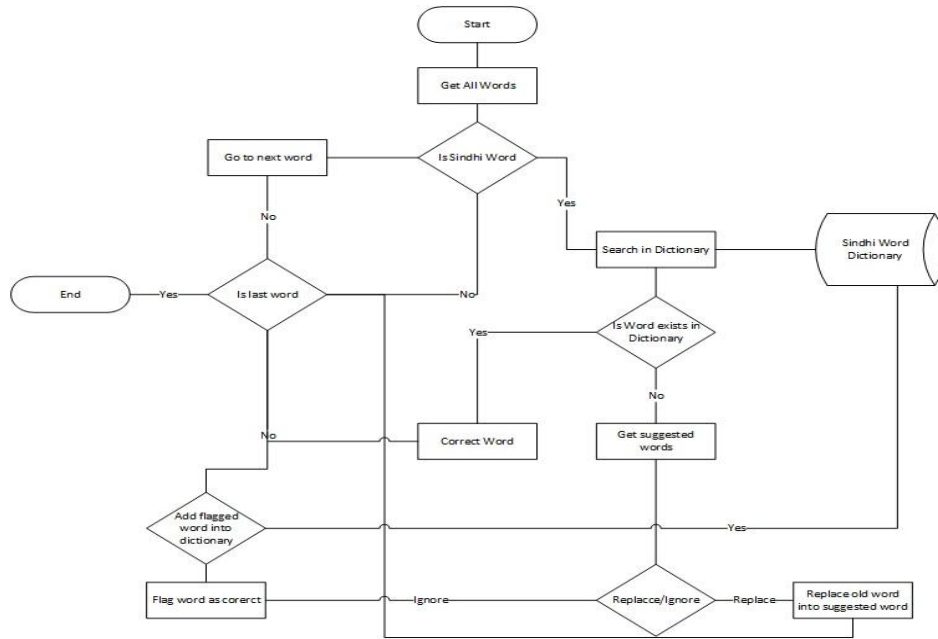 Start
Get All Words
Is Sindhi Word
Go to next word
Yes
No
Search in Dictionary
Sindhi Word
Dictionary
End
Yes
Is last word
No
Is Word exists in
Dictionary
Yes
No
No
Correct Word
Get suggested
words
Add flagged
word into
dictionary
Yes
Flag word as corerct
Ignore
Replacce/Ignore
Replace
Replace old word
into suggested word